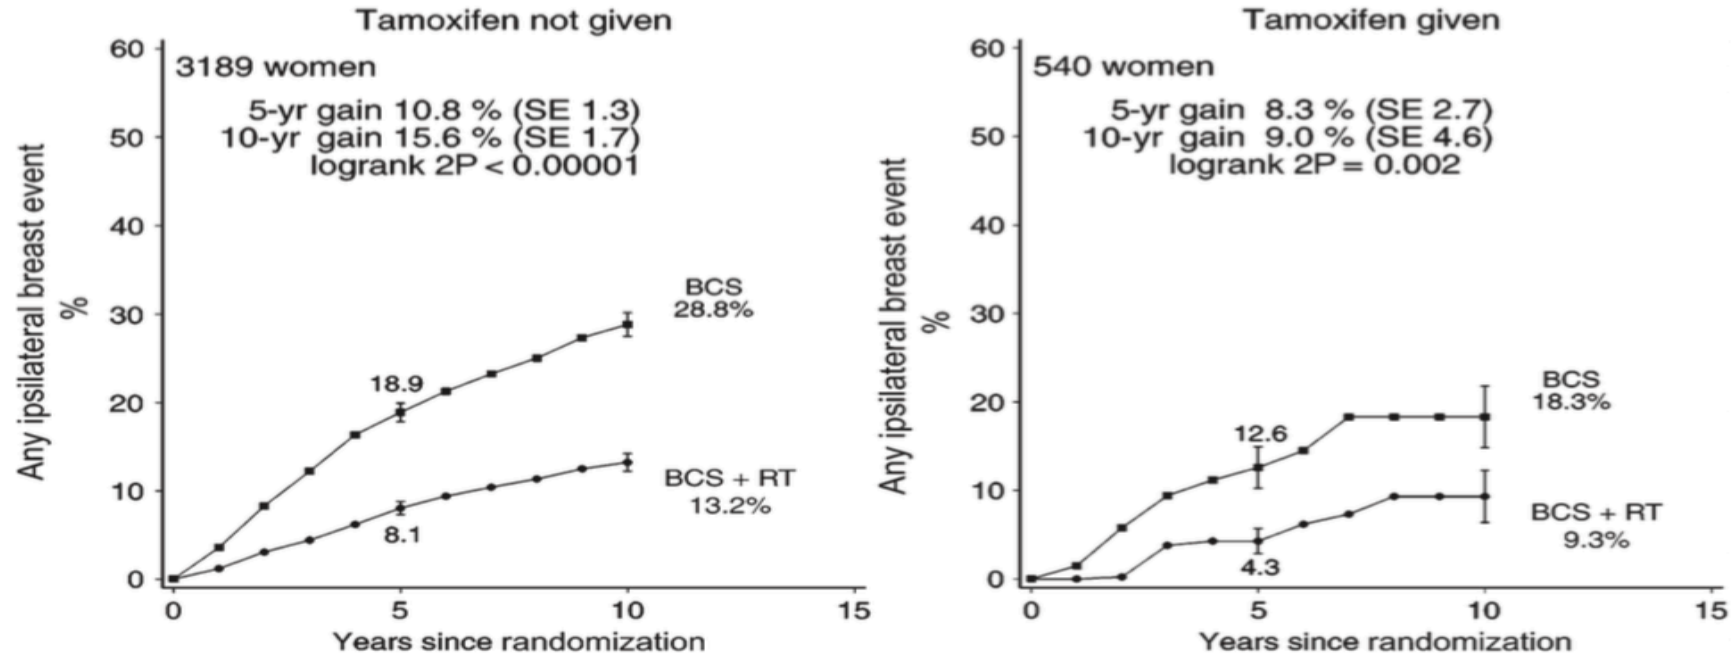 Tamoxifen not given
60
3189 women
5-yr gain 10.8 % (SE 1.3)
50
10-yr gain 15.6 % (SE 1.7)
logrank 2P < 0.00001
Any ipsilateral breast event
%
40
30
20
10
0
BCS
28.8%
18.9
BCS + RT
13.2%
8.1
0
5
10
15
Years since randomization
Tamoxifen given
60
540 women
5-yr gain 8.3 % (SE 2.7)
50
10-yr gain 9.0 % (SE 4.6)
logrank 2P = 0.002
Any ipsilateral breast event
%
40
30
20
10
0
BCS
18.3%
12.6
BCS + RT
9.3%
4.3
0
5
10
15
Years since randomization